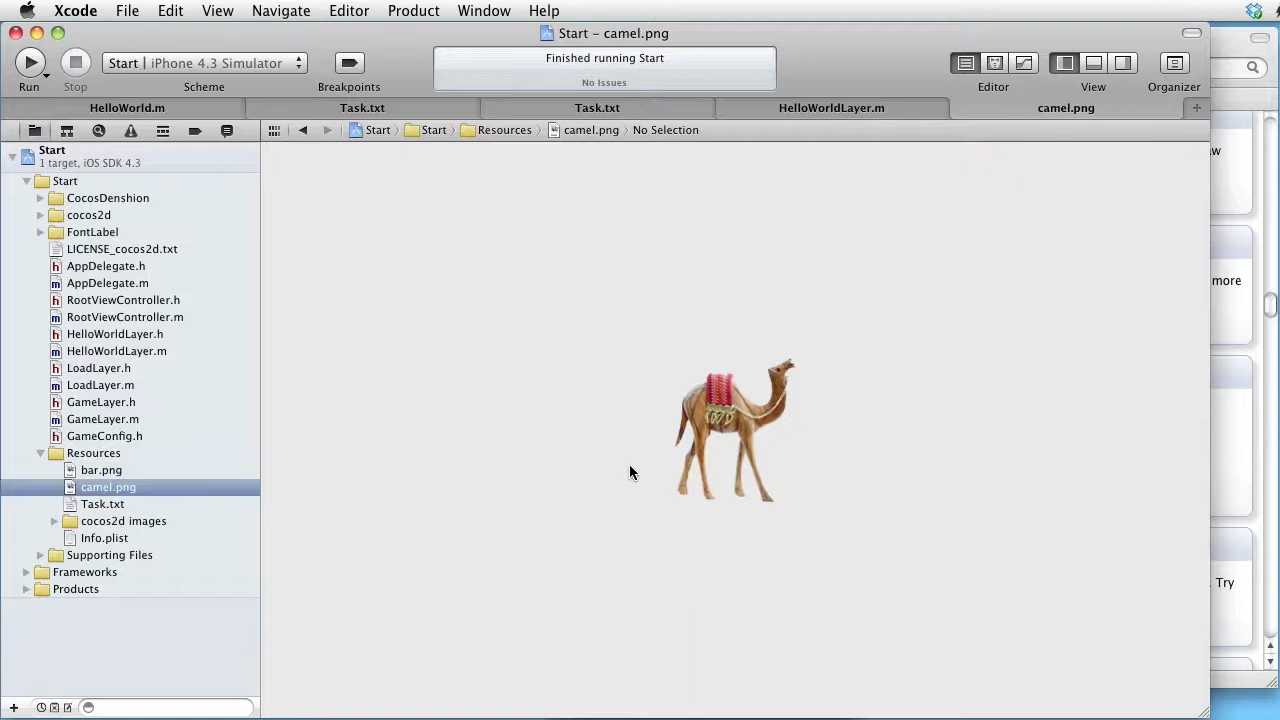 Xcode File Edit View Navigate Editor Product Window Help
Start – camel.png
Start | iPhone 4.3 Simulator
Finished running Start
No Issues
Run Stop Scheme Breakpoints Editor View Organizer
HelloWorld.m Task.txt Task.txt HelloWorldLayer.m camel.png
Start Start Resources camel.png No Selection
Start
1 target, iOS SDK 4.3
Start
CocosDenshion
cocos2d
FontLabel
LICENSE_cocos2d.txt
AppDelegate.h
AppDelegate.m
RootViewController.h
RootViewController.m
HelloWorldLayer.h
HelloWorldLayer.m
LoadLayer.h
LoadLayer.m
GameLayer.h
GameLayer.m
GameConfig.h
Resources
bar.png
camel.png
Task.txt
cocos2d images
Info.plist
Supporting Files
Frameworks
Products
more
. Try